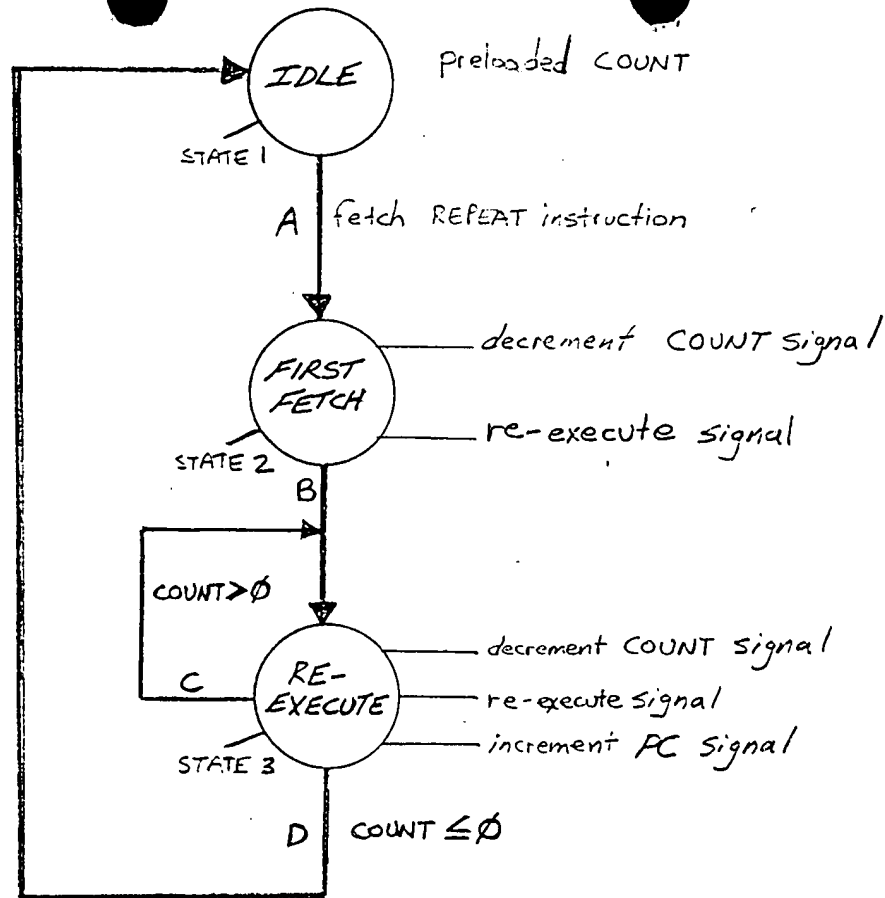 preloaded COUNT
IDLE
STATE 1
A
fetch REPEAT instruction
decrement COUNT signal
FIRST
FETCH
re-execute signal
STATE 2
B
COUNT>Ø
decrement COUNT signal
RE-
EXECUTE
re-execute signal
C
increment PC signal
STATE 3
D
COUNT ≤ Ø